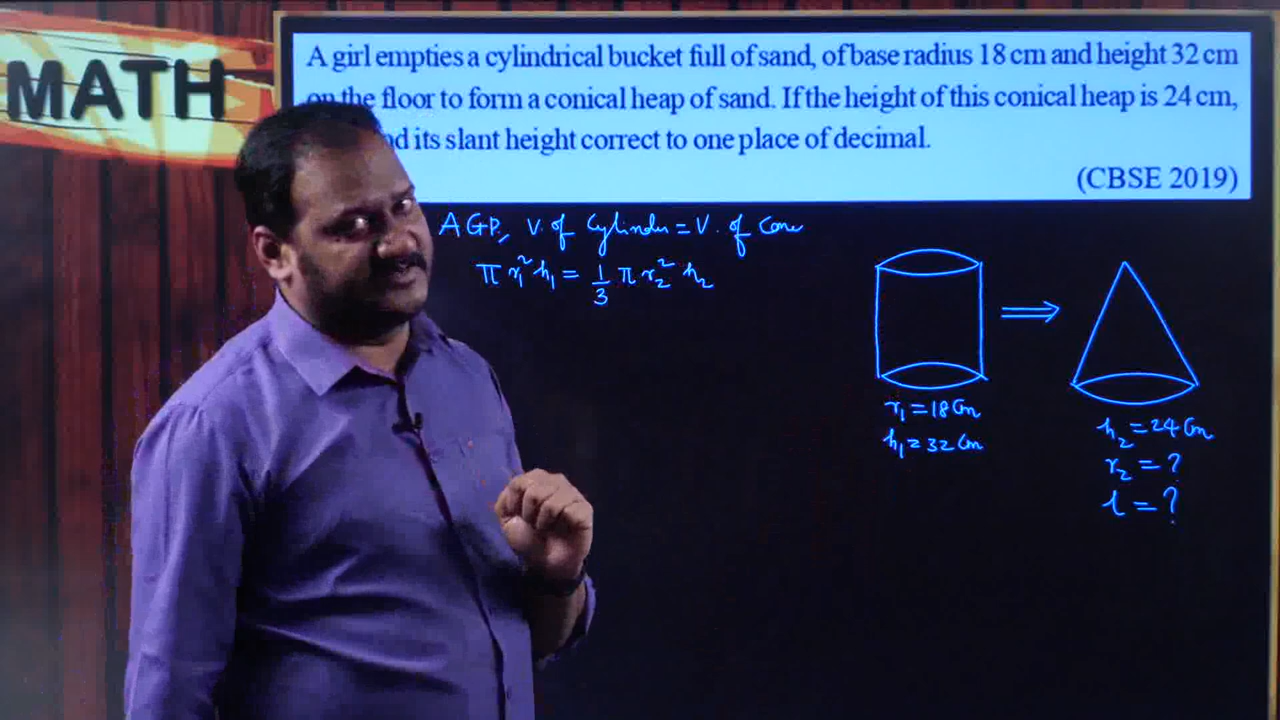 MATH
A girl empties a cylindrical bucket full of sand, of base radius 18 cm and height 32 cm
on the floor to form a conical heap of sand. If the height of this conical heap is 24 cm,
its slant height correct to one place of decimal.
(CBSE 2019)
A GP, V. of Cylinder = V. of Cone
π r₁² h₁ = 1/3 π r₂² h₂
r₁ = 18 Cm
h₁ = 32 Cm
h₂ = 24 Cm
r₂ = ?
l = ?